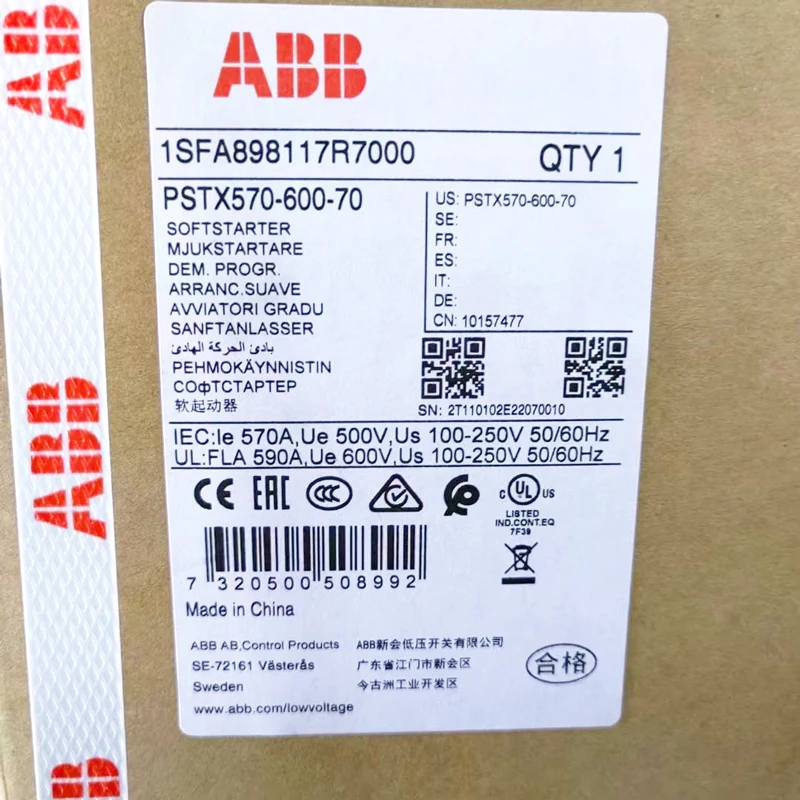 ABB
ABB
ABB
ABB
1SFA898117R7000
QTY 1
PSTX570-600-70
SOFTSTARTER
MJUKSTARTARE
DEM. PROGR.
ARRANC.SUAVE
AVVIATORI GRADU
SANFTANLASSER
بادئ الحركة الهادئ
PEHMOKÄYNNISTIN
СОФТСТАРТЕР
软起动器
US: PSTX570-600-70
SE:
FR:
ES:
IT:
DE:
CN: 10157477
SN: 2T110102E22070010
IEC:Ie 570A,Ue 500V,Us 100-250V 50/60Hz
UL:FLA 590A,Ue 600V,Us 100-250V 50/60Hz
CE EAC CCC
C UL US
LISTED
IND.CONT.EQ
7F39
7 320500 508992
Made in China
ABB AB,Control Products
SE-72161 Västerås
Sweden
www.abb.com/lowvoltage
ABB新会低压开关有限公司
广东省江门市新会区
今古洲工业开发区
合格